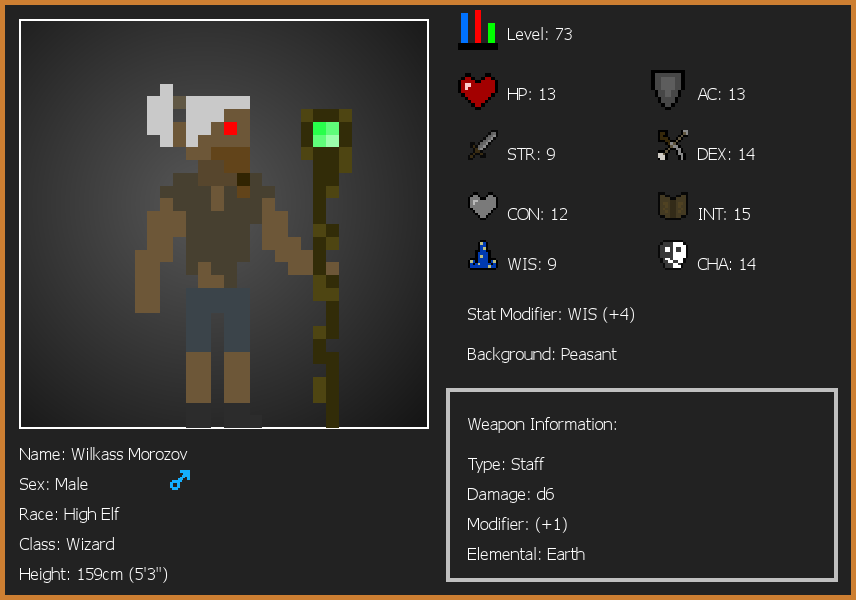 Level: 73
HP: 13
AC: 13
STR: 9
DEX: 14
CON: 12
INT: 15
WIS: 9
CHA: 14
Stat Modifier: WIS (+4)
Background: Peasant
Weapon Information:
Type: Staff
Damage: d6
Modifier: (+1)
Elemental: Earth
Name: Wilkass Morozov
Sex: Male
Race: High Elf
Class: Wizard
Height: 159cm (5'3")